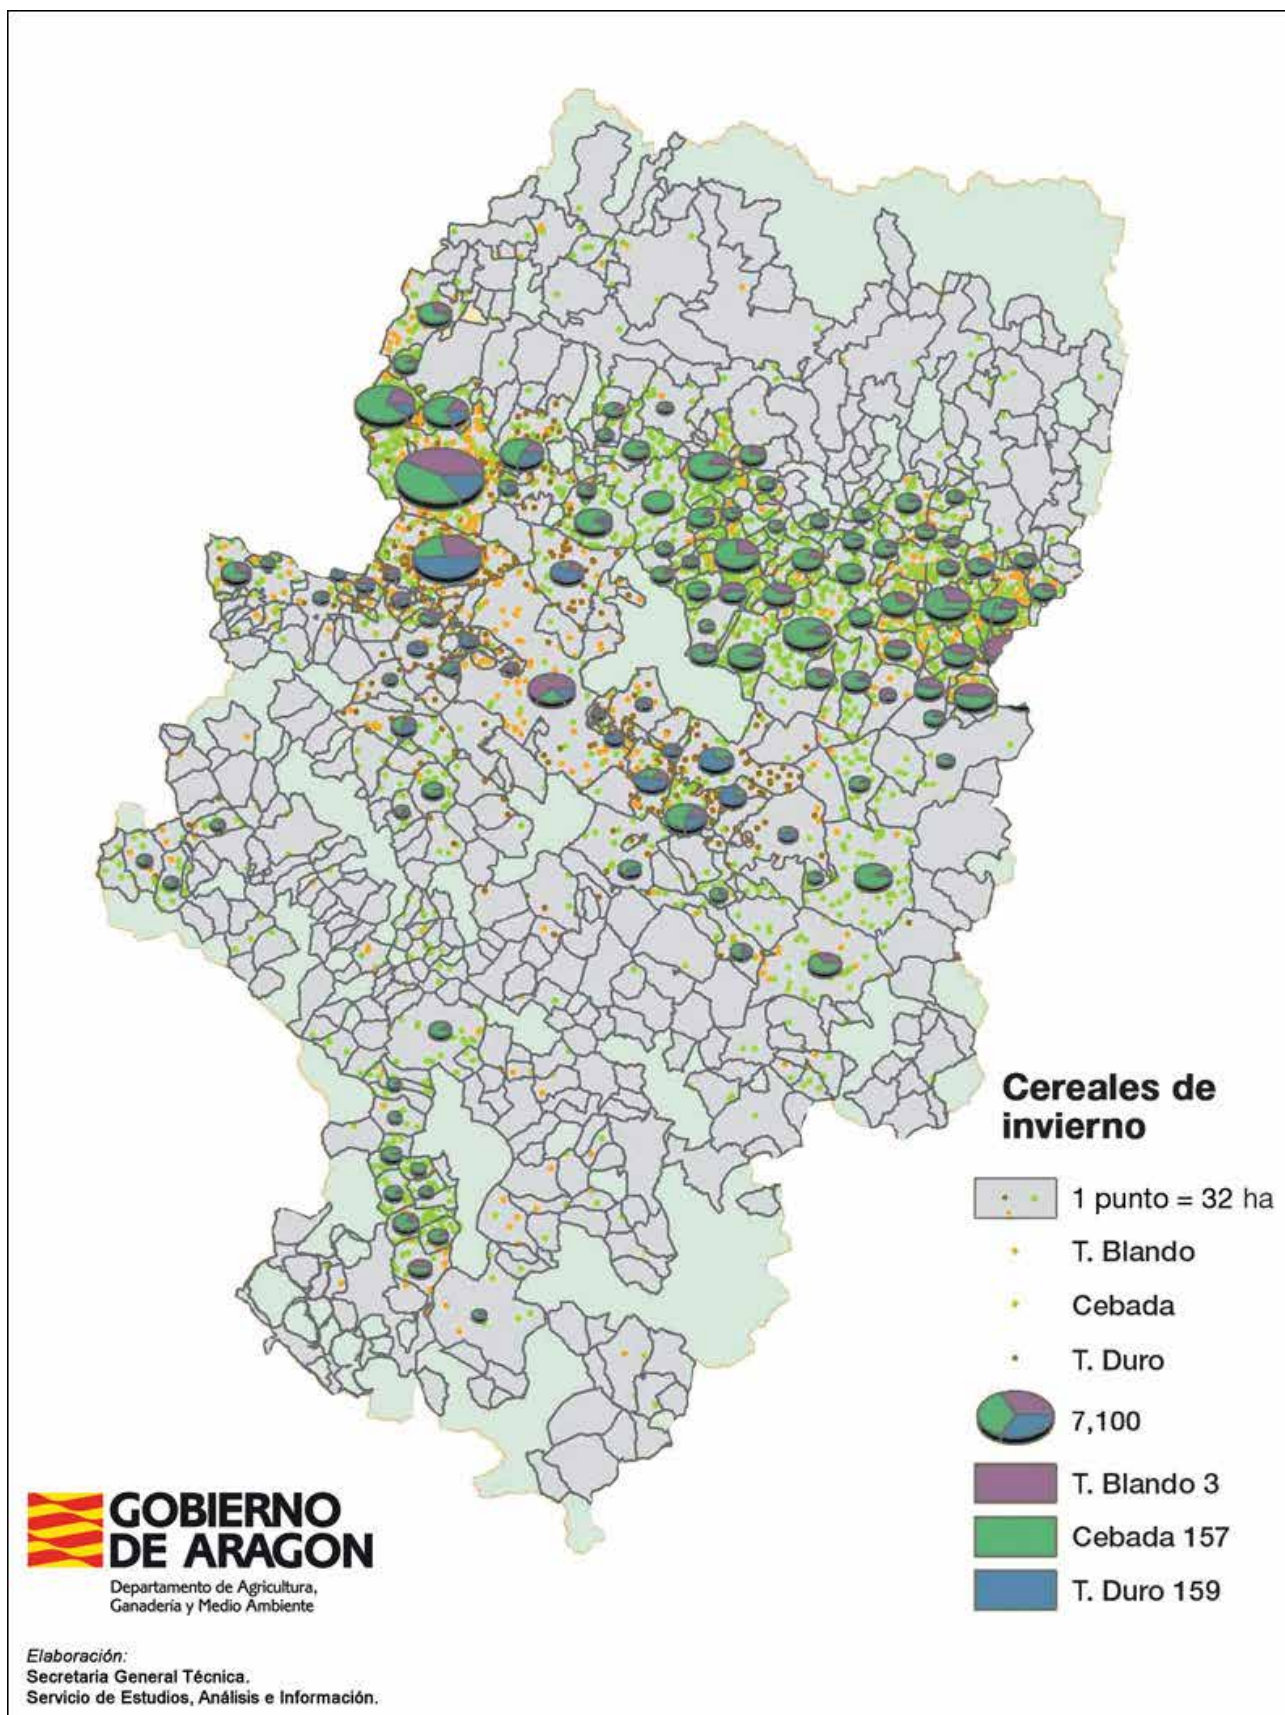 Cereales de
invierno
1 punto = 32 ha
T. Blando
Cebada
T. Duro
7,100
T. Blando 3
Cebada 157
T. Duro 159
GOBIERNO
DE ARAGON
Departamento de Agricultura,
Ganadería y Medio Ambiente
Elaboración:
Secretaria General Técnica.
Servicio de Estudios, Análisis e Información.